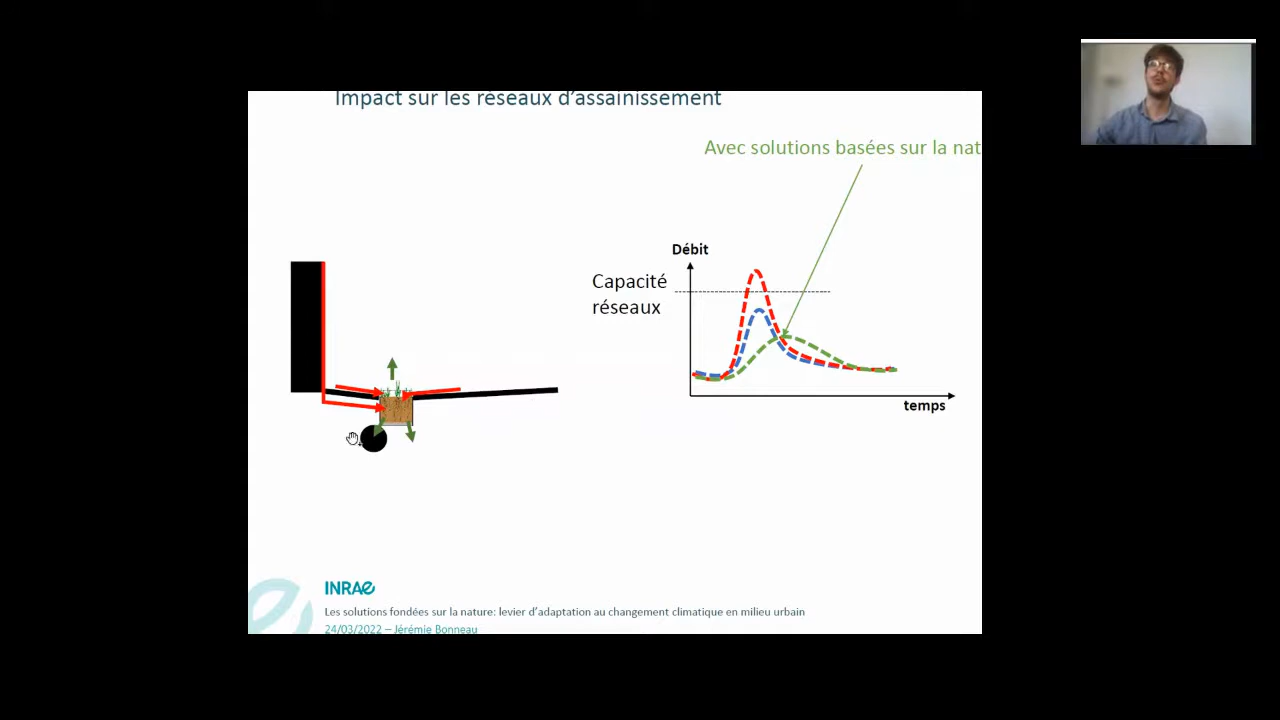 Impact sur les réseaux d'assainissement
Avec solutions basées sur la nat
Débit
Capacité
réseaux
temps
INRAE
Les solutions fondées sur la nature: levier d'adaptation au changement climatique en milieu urbain
24/03/2022 – Jérémie Bonneau